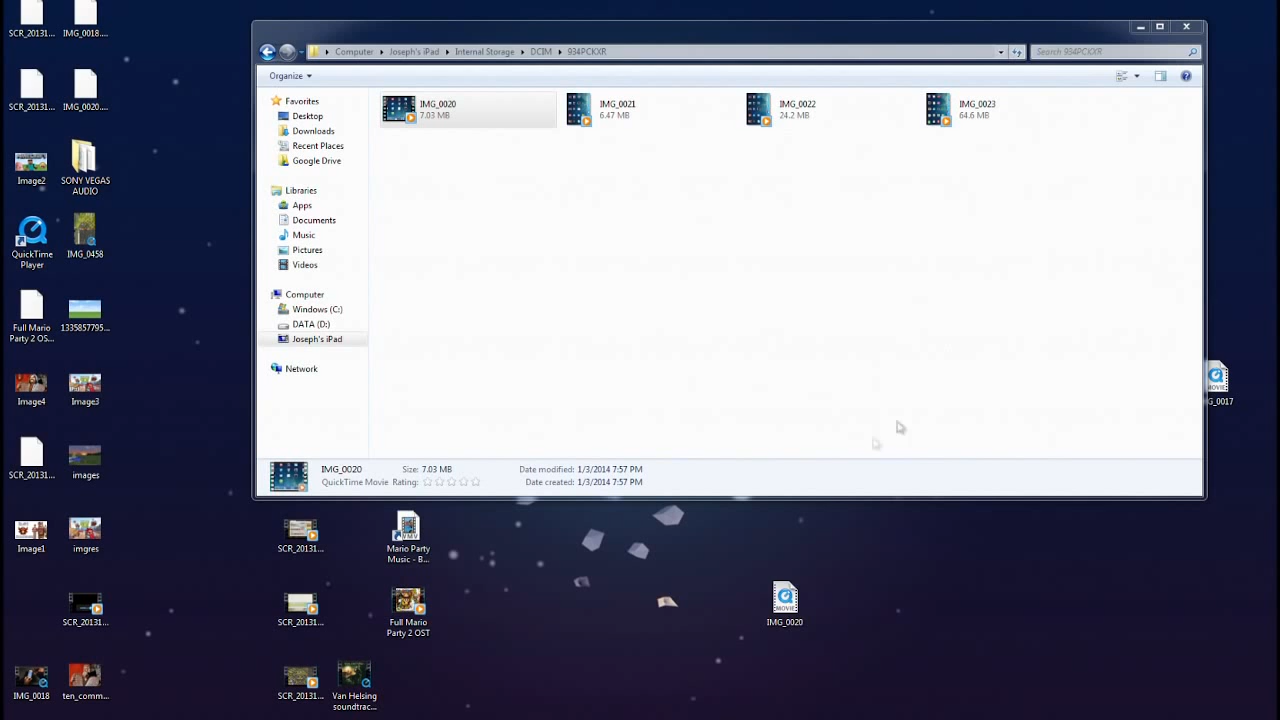 SCR_20131...
IMG_0018....
SCR_20131...
IMG_0020....
Image2
SONY VEGAS
AUDIO
QuickTime
Player
IMG_0458
Full Mario
Party 2 OS...
1335857795...
Image4
Image3
SCR_20131...
images
Image1
imgres
SCR_20131...
IMG_0018
ten_comm...
Computer
Joseph's iPad
Internal Storage
DCIM
934PCKXR
Search 934PCKXR
Organize
Favorites
Desktop
Downloads
Recent Places
Google Drive
Libraries
Apps
Documents
Music
Pictures
Videos
Computer
Windows (C:)
DATA (D:)
Joseph's iPad
Network
IMG_0020
7.03 MB
IMG_0021
6.47 MB
IMG_0022
24.2 MB
IMG_0023
64.6 MB
IMG_0020 Size: 7.03 MB Date modified: 1/3/2014 7:57 PM
QuickTime Movie Rating: Date created: 1/3/2014 7:57 PM
MOVIE
G_0017
SCR_20131...
WMV
Mario Party
Music - B...
SCR_20131...
Full Mario
Party 2 OST
MOVIE
IMG_0020
SCR_20131...
Van Helsing
soundtrac...